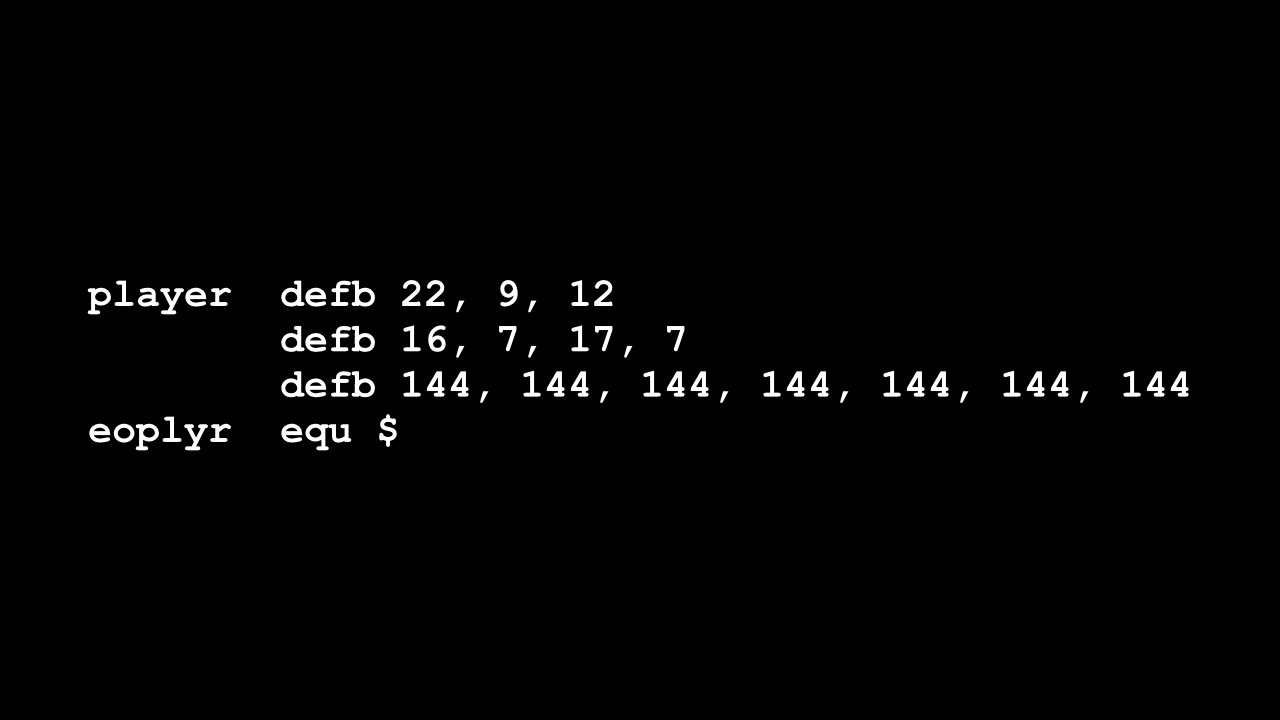 player  defb 22, 9, 12
        defb 16, 7, 17, 7
        defb 144, 144, 144, 144, 144, 144, 144
eoplyr  equ $